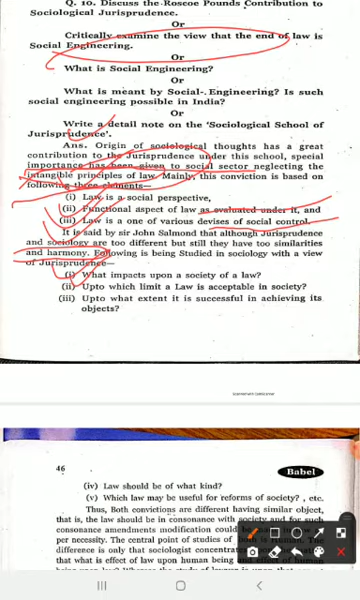 Q. 10. Discuss the Roscoe Pounds Contribution to
Sociological Jurisprudence.
Or
Critically examine the view that the end of law is
Social Engineering.
Or
What is Social Engineering?
Or
What is meant by Social-. Engineering? Is such
social engineering possible in India?
Or
Write a detail note on the 'Sociological School of
Jurisprudence'.
Ans. Origin of sociological thoughts has a great
contribution to the Jurisprudence under this school, special
importance has been given to social sector neglecting the
intangible principles of law. Mainly, this conviction is based on
following three elements—
(i) Law is a social perspective,
(ii) Functional aspect of law as evaluated under it, and
(iii) Law is a one of various devises of social control.
It is said by sir John Salmond that although Jurisprudence
and sociology are too different but still they have too similarities
and harmony. Following is being Studied in sociology with a view
of Jurisprudence—
(i) What impacts upon a society of a law?
(ii) Upto which limit a Law is acceptable in society?
(iii) Upto what extent it is successful in achieving its
objects?
46
Babel
(iv) Law should be of what kind?
(v) Which law may be useful for reforms of society? , etc.
Thus, Both convictions are different having similar object,
that is, the law should be in consonance with society and for such
consonance amendments modification could be
per necessity. The central point of studies of
difference is only that sociologist concentrates
that what is effect of law upon human being